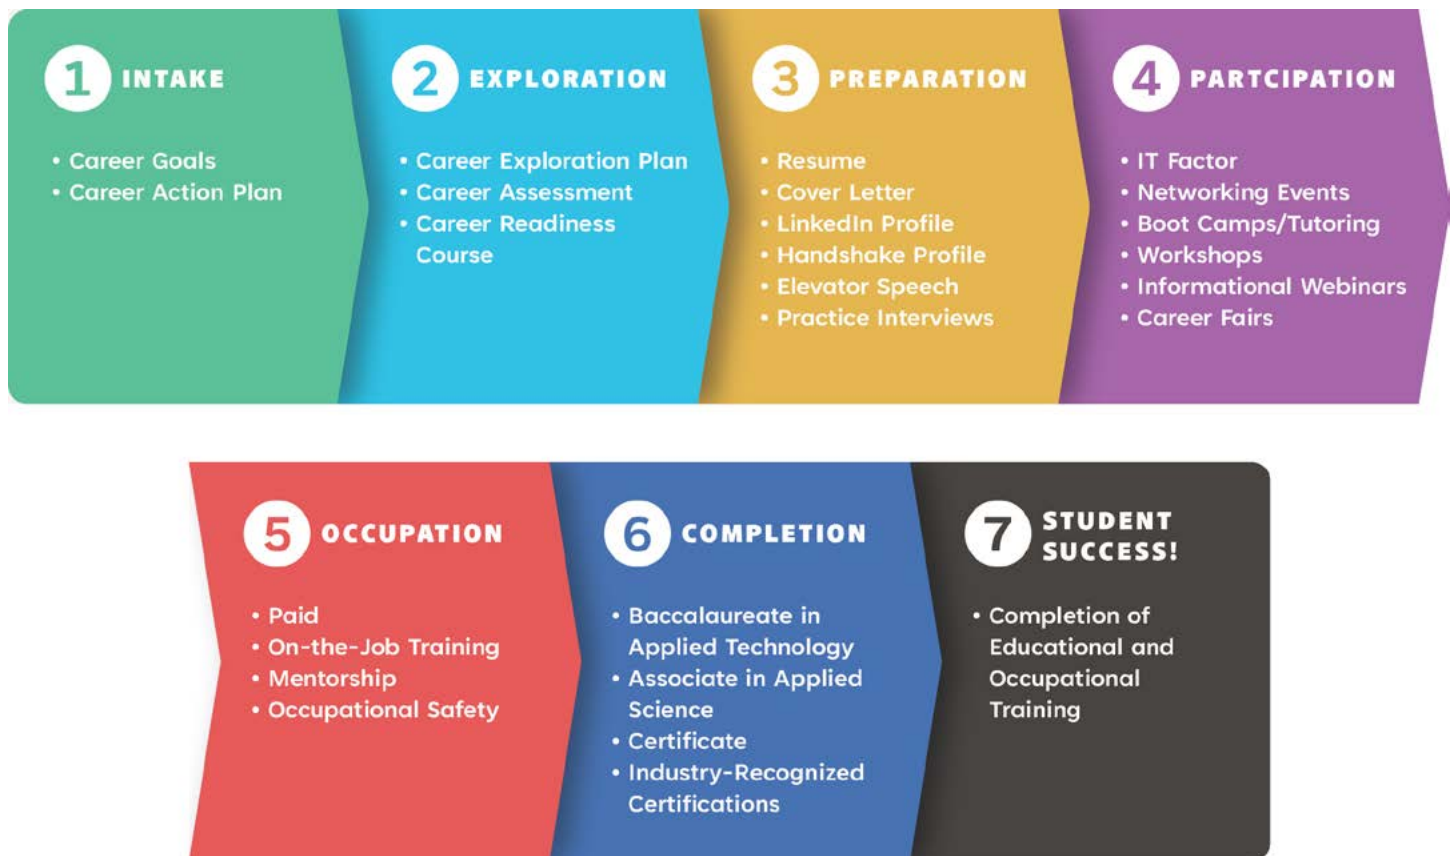 1 INTAKE
• Career Goals
• Career Action Plan
2 EXPLORATION
• Career Exploration Plan
• Career Assessment
• Career Readiness
Course
3 PREPARATION
• Resume
• Cover Letter
• LinkedIn Profile
• Handshake Profile
• Elevator Speech
• Practice Interviews
4 PARTCIPATION
• IT Factor
• Networking Events
• Boot Camps/Tutoring
• Workshops
• Informational Webinars
• Career Fairs
5 OCCUPATION
• Paid
• On-the-Job Training
• Mentorship
• Occupational Safety
6 COMPLETION
• Baccalaureate in
Applied Technology
• Associate in Applied
Science
• Certificate
• Industry-Recognized
Certifications
7 STUDENT
SUCCESS!
• Completion of
Educational and
Occupational
Training